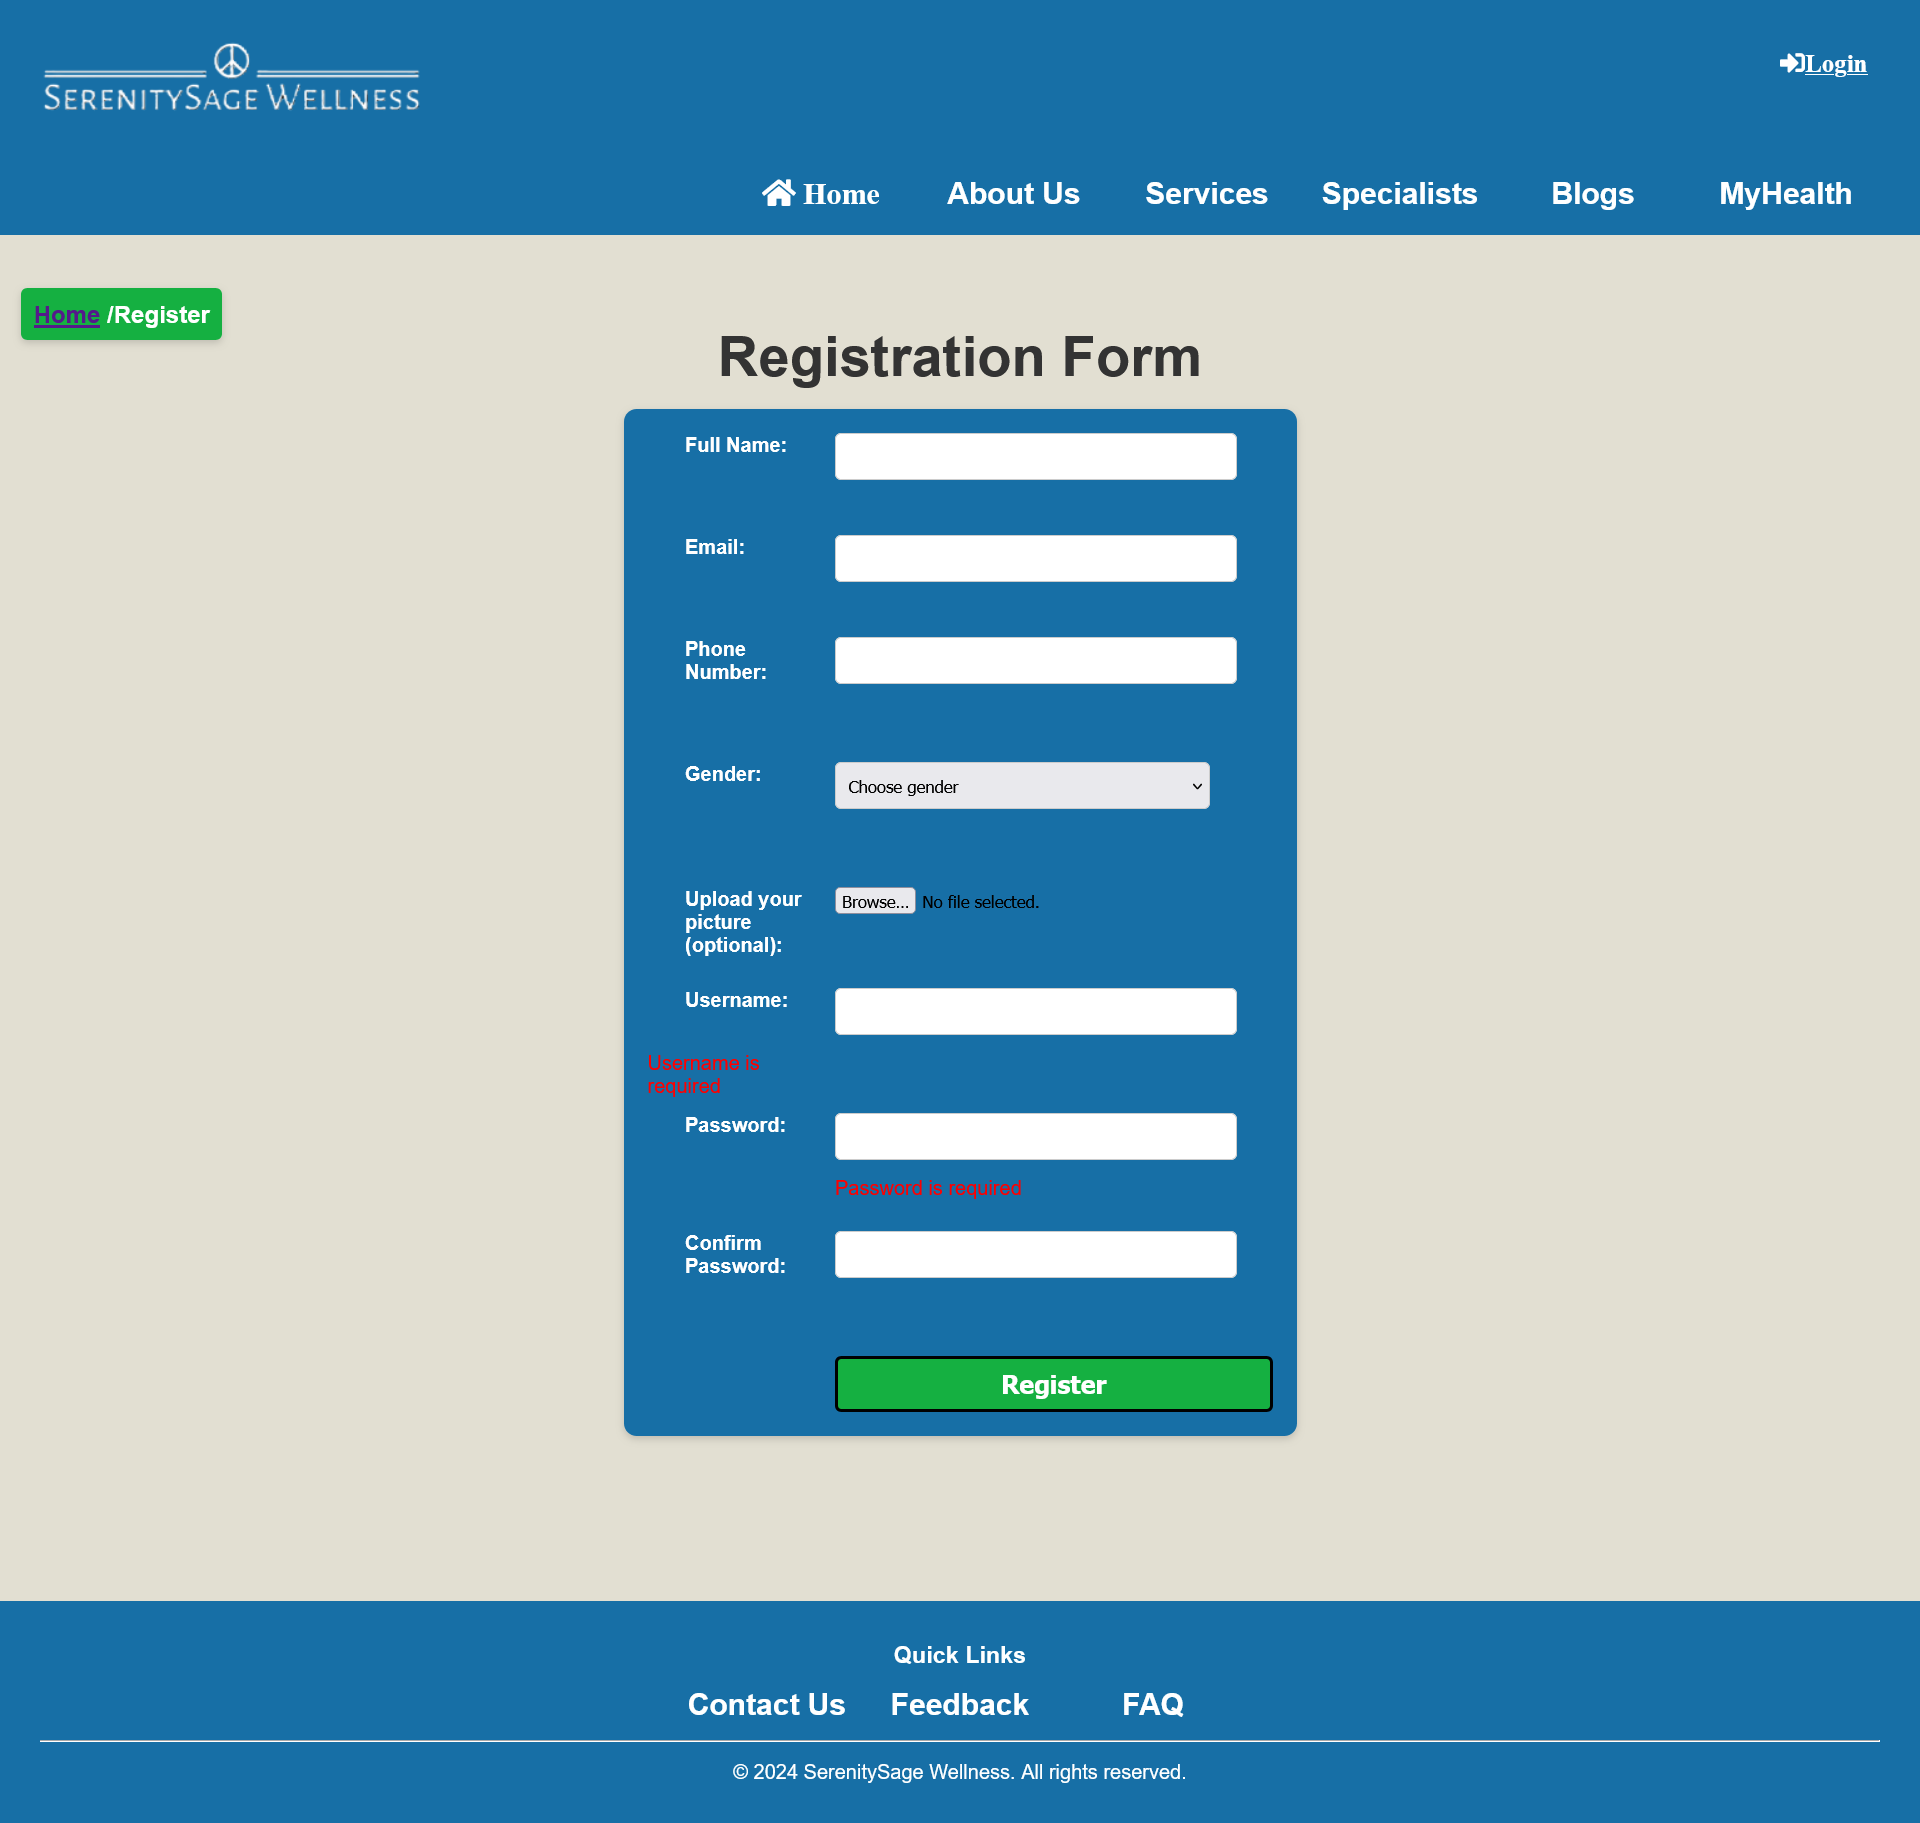 SERENITYSAGE WELLNESS
Login
Home About Us Services Specialists Blogs MyHealth
Home /Register
Registration Form
Full Name:
Email:
Phone
Number:
Gender: Choose gender
Upload your Browse... No file selected.
picture
(optional):
Username:
Username is
required
Password:
Password is required
Confirm
Password:
Register
Quick Links
Contact Us Feedback FAQ
© 2024 SerenitySage Wellness. All rights reserved.